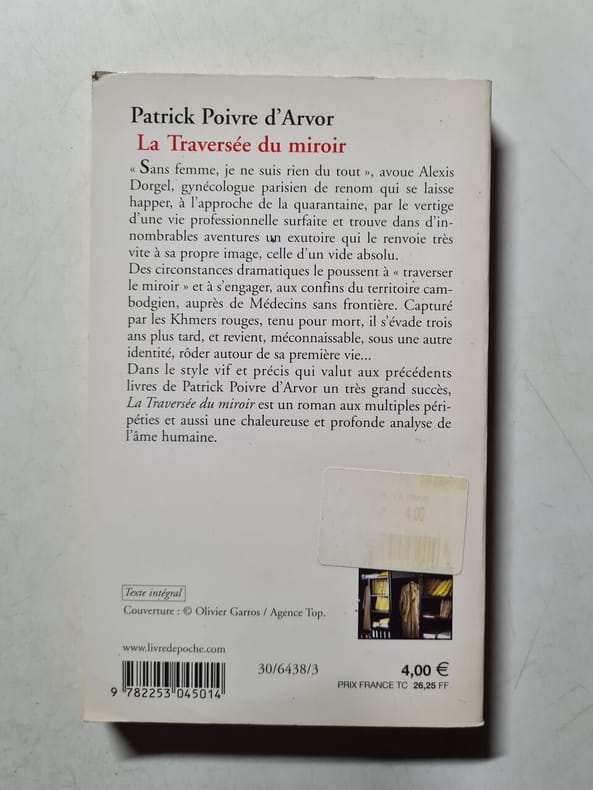 Patrick Poivre d'Arvor
La Traversée du miroir
« Sans femme, je ne suis rien du tout », avoue Alexis
Dorgel, gynécologue parisien de renom qui se laisse
happer, à l'approche de la quarantaine, par le vertige
d'une vie professionnelle surfaite et trouve dans d'in-
nombrables aventures un exutoire qui le renvoie très
vite à sa propre image, celle d'un vide absolu.
Des circonstances dramatiques le poussent à « traverser
le miroir » et à s'engager, aux confins du territoire cam-
bodgien, auprès de Médecins sans frontière. Capturé
par les Khmers rouges, tenu pour mort, il s'évade trois
ans plus tard, et revient, méconnaissable, sous une autre
identité, rôder autour de sa première vie...
Dans le style vif et précis qui valut aux précédents
livres de Patrick Poivre d'Arvor un très grand succès,
La Traversée du miroir est un roman aux multiples péri-
péties et aussi une chaleureuse et profonde analyse de
l'âme humaine.
4.00
Texte intégral
Couverture : © Olivier Garros / Agence Top.
www.livredepoche.com
30/6438/3
4,00 €
PRIX FRANCE TC 26,25 FF
9 782253 045014